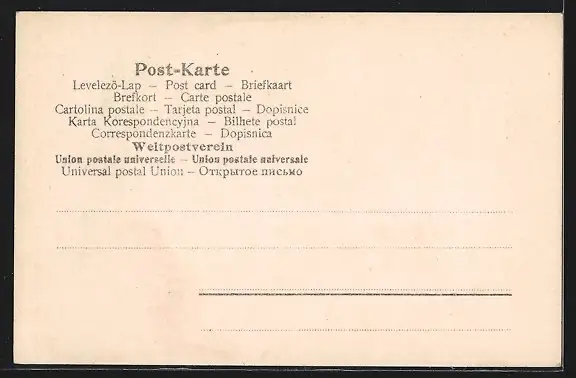 Post-Karte
Levelező-Lap – Post card – Briefkaart
Brefkort – Carte postale
Cartolina postale – Tarjeta postal – Dopisnice
Karta Korespondencyjna – Bilhete postal
Correspondenzkarte – Dopisnica
Weltpostverein
Union postale universelle – Union postale universale
Universal postal Union – Открытое письмо